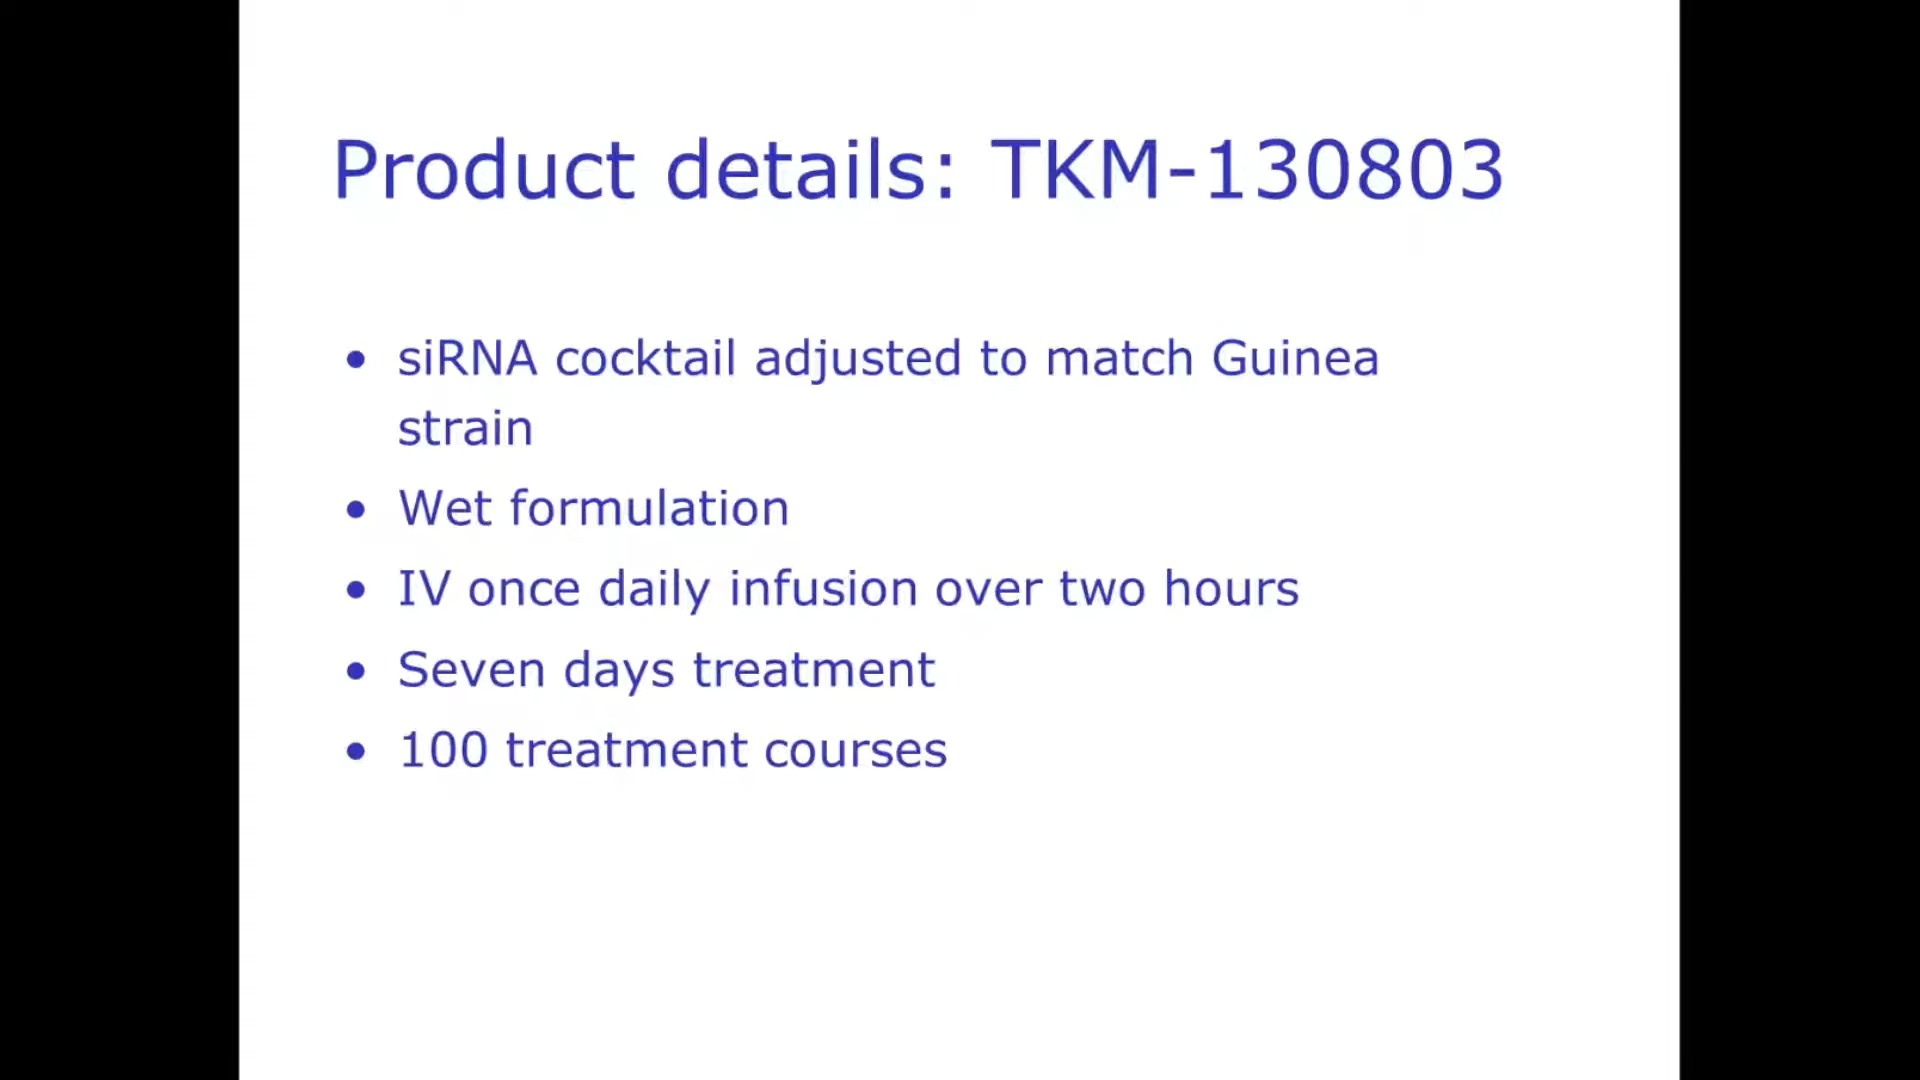 Product details: TKM-130803
• siRNA cocktail adjusted to match Guinea
strain
• Wet formulation
• IV once daily infusion over two hours
• Seven days treatment
• 100 treatment courses